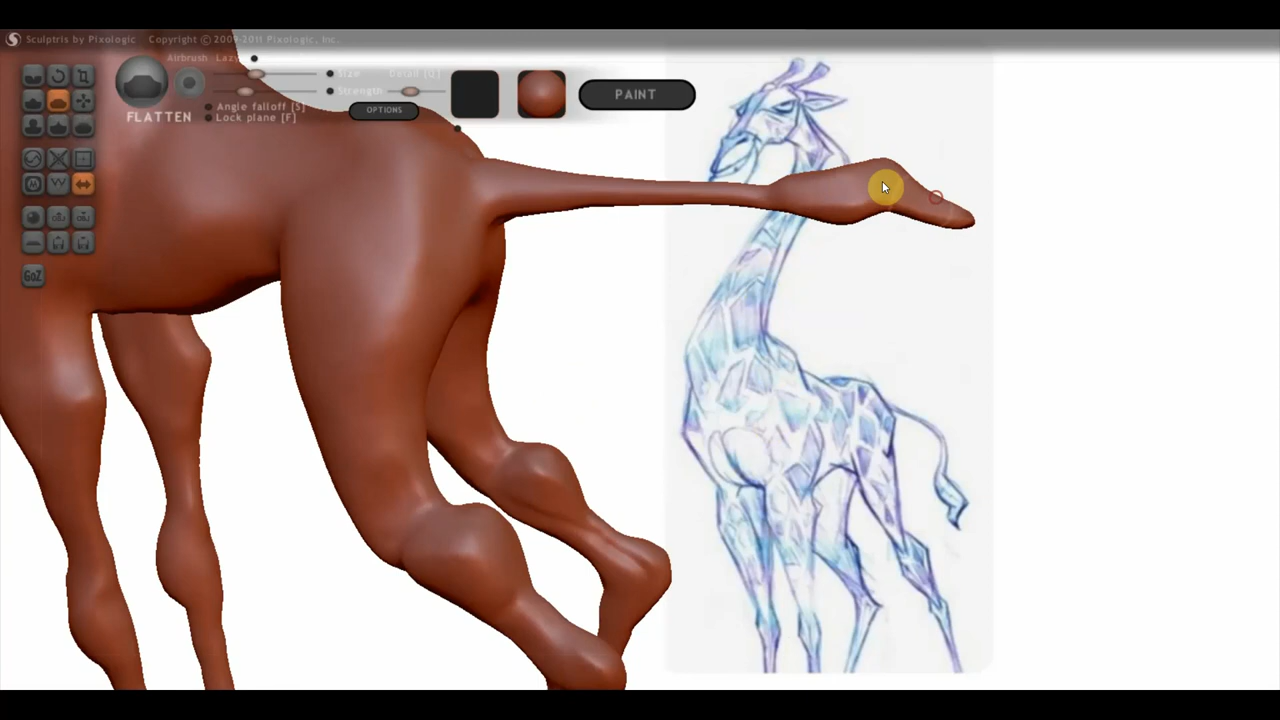 Sculptris by Pixologic Copyright © 2009-2011 Pixologic, Inc.
Airbrush Lazy
Size Detail [Q]
Strength
Angle falloff [S]
FLATTEN Lock plane [F]
OPTIONS
PAINT
GoZ